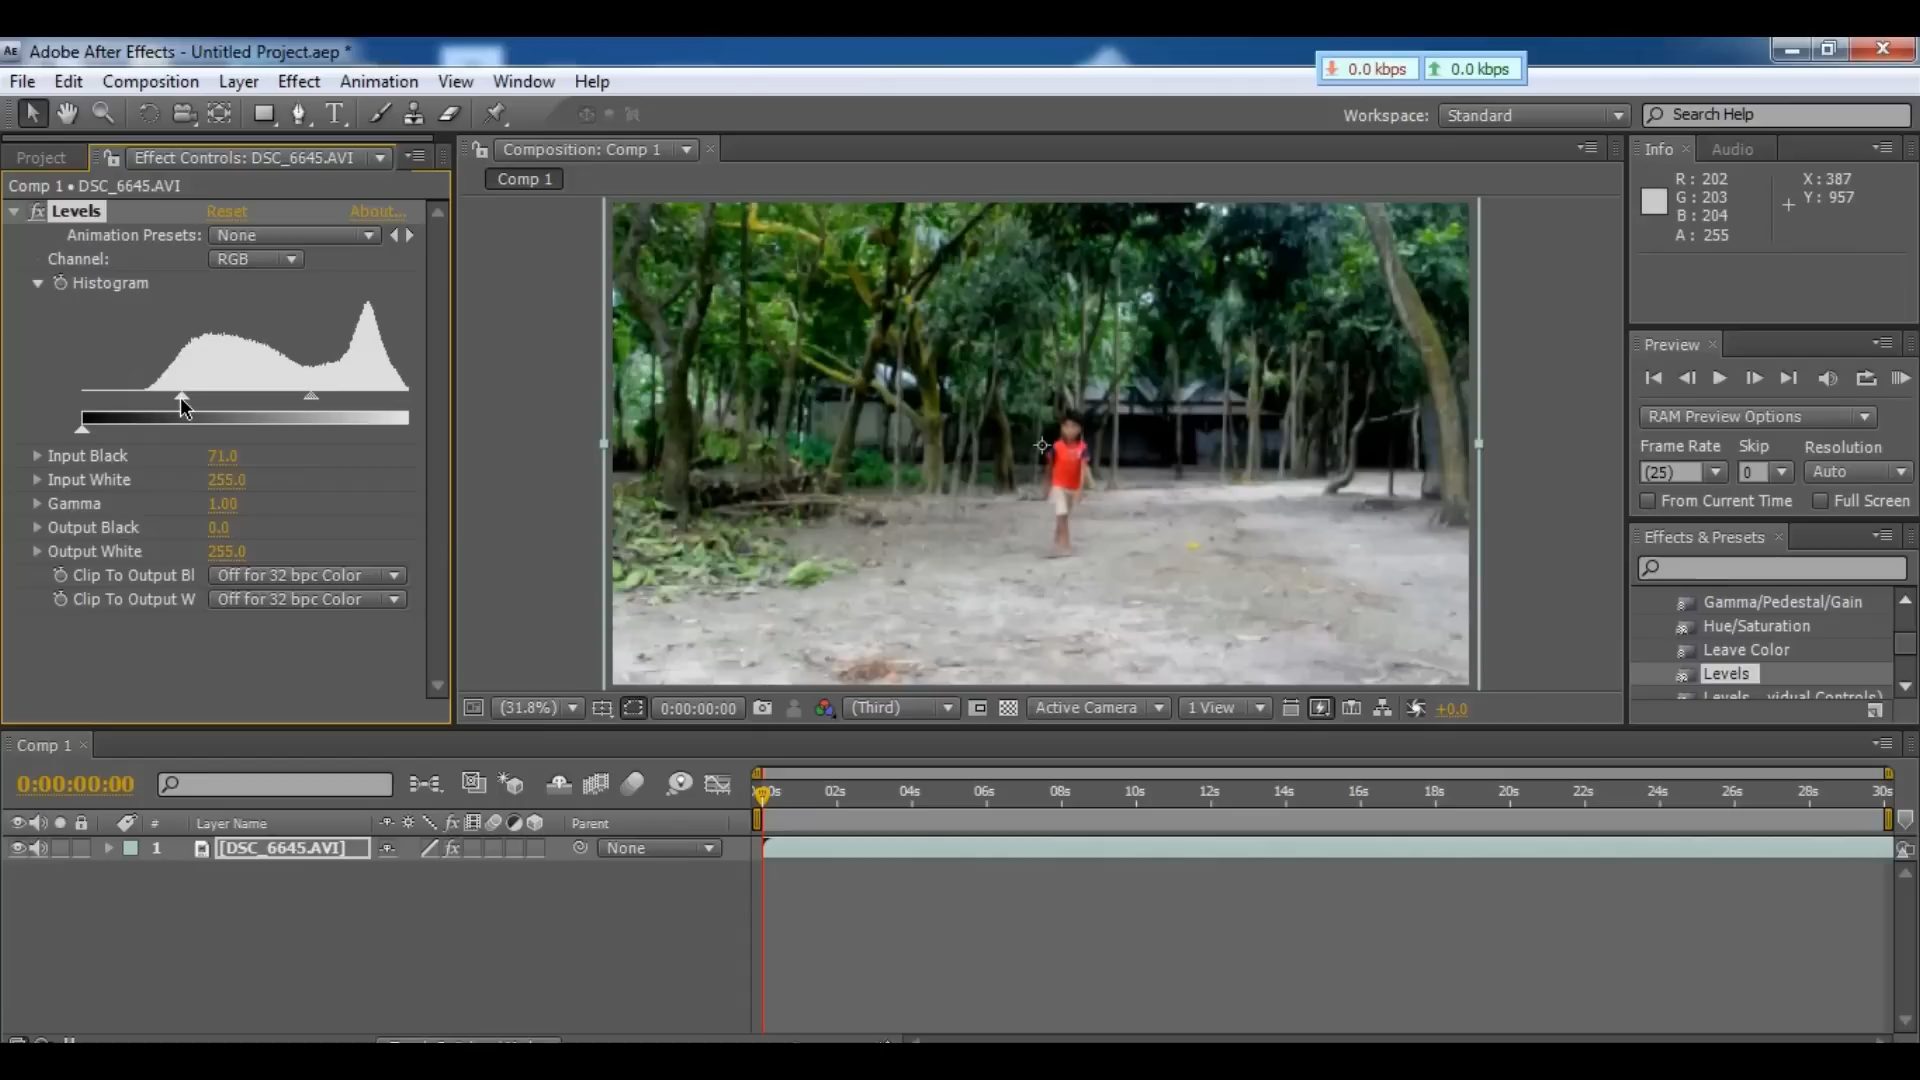 AE Adobe After Effects - Untitled Project.aep *
0.0 kbps 0.0 kbps
File Edit Composition Layer Effect Animation View Window Help
Workspace: Standard Search Help
Project Effect Controls: DSC_6645.AVI
Comp 1 • DSC_6645.AVI
fx Levels Reset About...
Animation Presets: None
Channel: RGB
Histogram
Input Black 71.0
Input White 255.0
Gamma 1.00
Output Black 0.0
Output White 255.0
Clip To Output Bl Off for 32 bpc Color
Clip To Output W Off for 32 bpc Color
Composition: Comp 1
Comp 1
(31.8%) 0:00:00:00 (Third) Active Camera 1 View +0.0
Info Audio
R: 202 X: 387
G: 203 Y: 957
B: 204
A: 255
Preview
RAM Preview Options
Frame Rate Skip Resolution
(25) 0 Auto
From Current Time Full Screen
Effects & Presets
Gamma/Pedestal/Gain
Hue/Saturation
Leave Color
Levels
Comp 1
0:00:00:00
02s 04s 06s 08s 10s 12s 14s 16s 18s 20s 22s 24s 26s 28s 30s
# Layer Name fx Parent
1 [DSC_6645.AVI] fx None